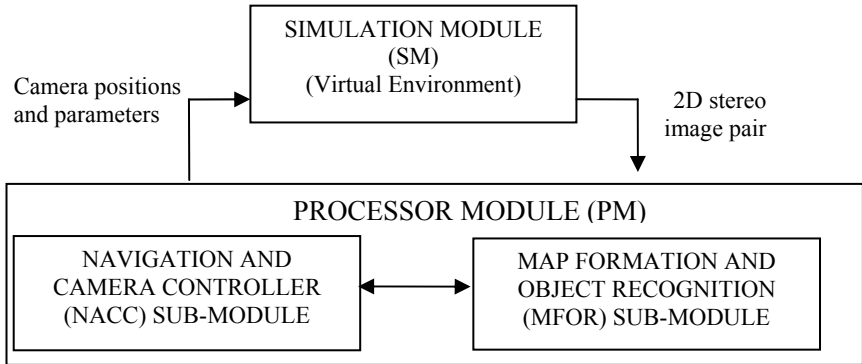 SIMULATION MODULE
(SM)
(Virtual Environment)
Camera positions
and parameters
2D stereo
image pair
PROCESSOR MODULE (PM)
NAVIGATION AND
CAMERA CONTROLLER
(NACC) SUB-MODULE
MAP FORMATION AND
OBJECT RECOGNITION
(MFOR) SUB-MODULE